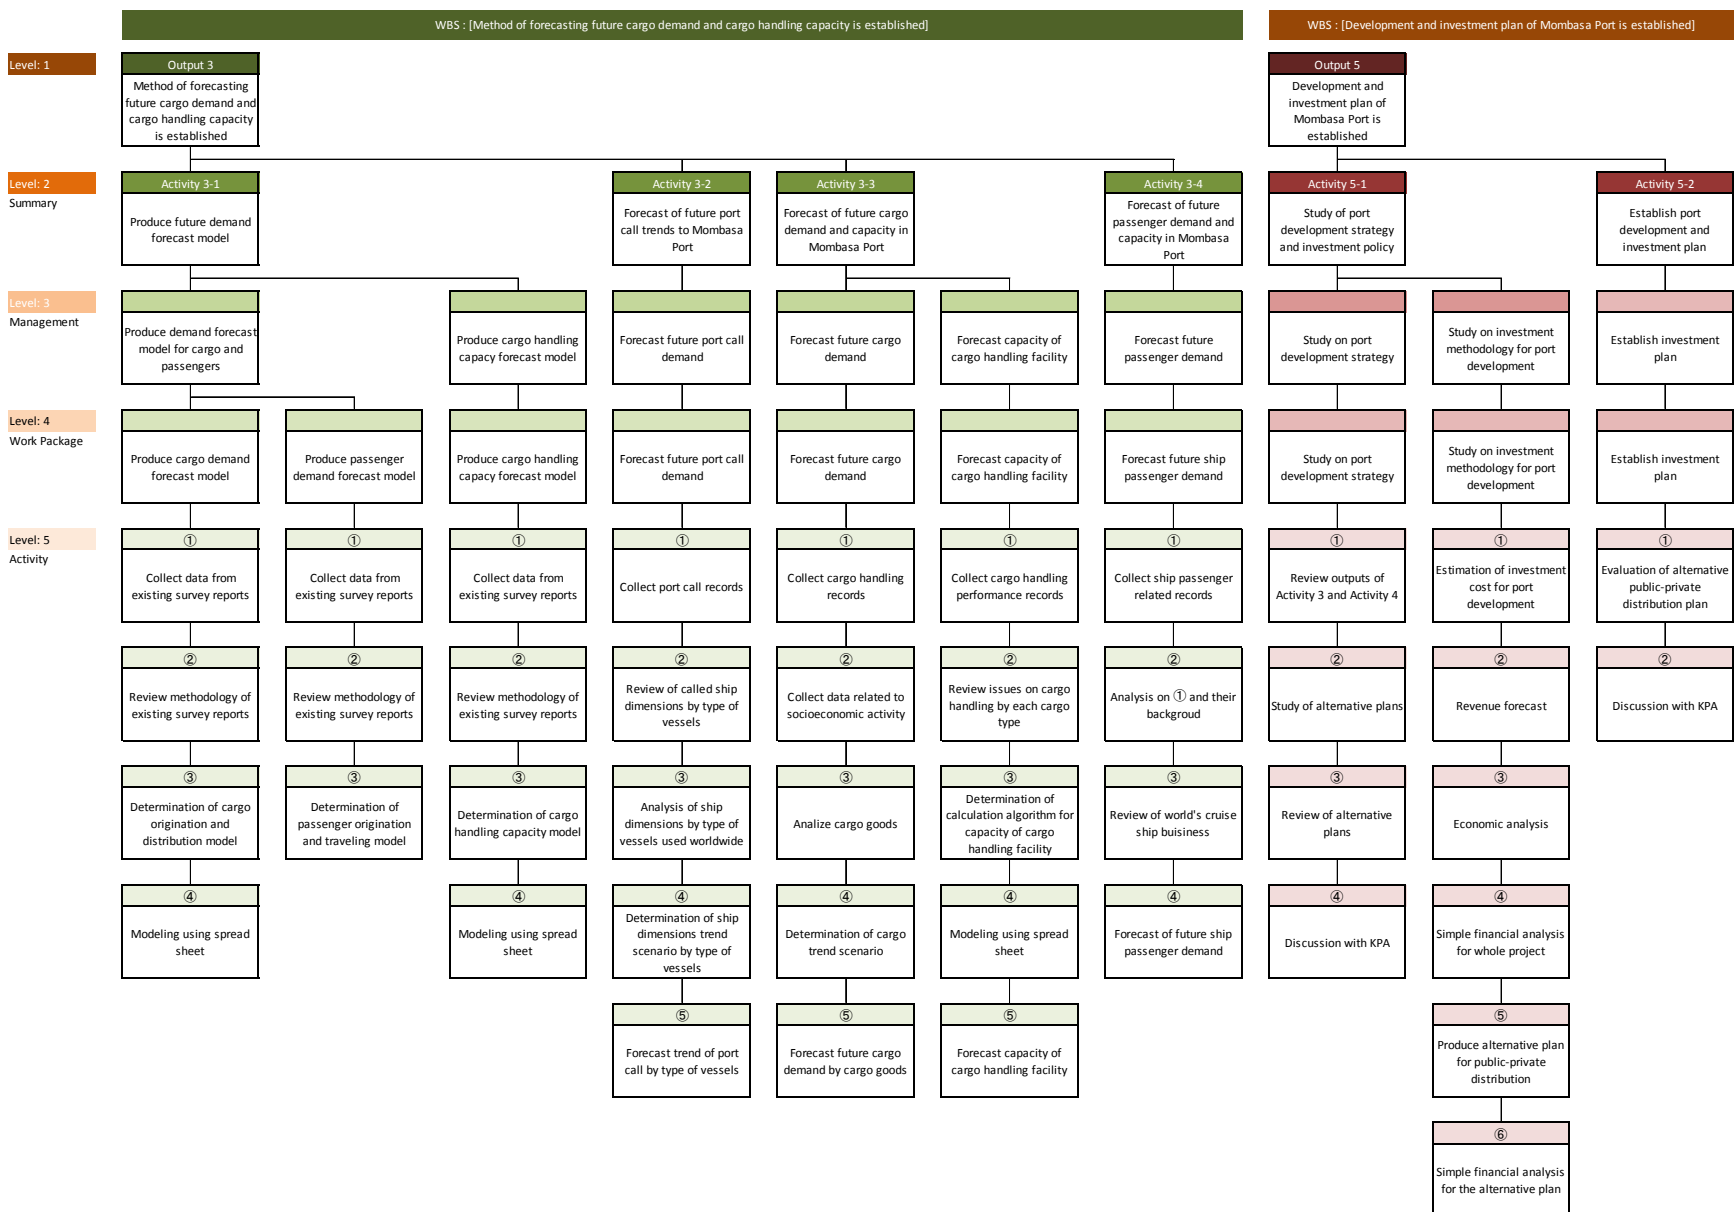 WBS : [Method of forecasting future cargo demand and cargo handling capacity is established]
WBS : [Development and investment plan of Mombasa Port is established]
Level: 1
Output 3
Method of forecasting
future cargo demand and
cargo handling capacity
is established
Output 5
Development and
investment plan of
Mombasa Port is
established
Level: 2
Summary
Activity 3-1
Produce future demand
forecast model
Activity 3-2
Forecast of future port
call trends to Mombasa
Port
Activity 3-3
Forecast of future cargo
demand and capacity in
Mombasa Port
Activity 3-4
Forecast of future
passenger demand and
capacity in Mombasa
Port
Activity 5-1
Study of port
development strategy
and investment policy
Activity 5-2
Establish port
development and
investment plan
Level: 3
Management
Produce demand forecast
model for cargo and
passengers
Produce cargo handling
capacy forecast model
Forecast future port call
demand
Forecast future cargo
demand
Forecast capacity of
cargo handling facility
Forecast future
passenger demand
Study on port
development strategy
Study on investment
methodology for port
development
Establish investment
plan
Level: 4
Work Package
Produce cargo demand
forecast model
Produce passenger
demand forecast model
Produce cargo handling
capacy forecast model
Forecast future port call
demand
Forecast future cargo
demand
Forecast capacity of
cargo handling facility
Forecast future ship
passenger demand
Study on port
development strategy
Study on investment
methodology for port
development
Establish investment
plan
Level: 5
Activity
①
Collect data from
existing survey reports
①
Collect data from
existing survey reports
①
Collect data from
existing survey reports
①
Collect port call records
①
Collect cargo handling
records
①
Collect cargo handling
performance records
①
Collect ship passenger
related records
①
Review outputs of
Activity 3 and Activity 4
①
Estimation of investment
cost for port
development
①
Evaluation of alternative
public-private
distribution plan
②
Review methodology of
existing survey reports
②
Review methodology of
existing survey reports
②
Review methodology of
existing survey reports
②
Review of called ship
dimensions by type of
vessels
②
Collect data related to
socioeconomic activity
②
Review issues on cargo
handling by each cargo
type
②
Analysis on ① and their
backgroud
②
Study of alternative plans
②
Revenue forecast
②
Discussion with KPA
③
Determination of cargo
origination and
distribution model
③
Determination of
passenger origination
and traveling model
③
Determination of cargo
handling capacity model
③
Analysis of ship
dimensions by type of
vessels used worldwide
③
Analize cargo goods
③
Determination of
calculation algorithm for
capacity of cargo
handling facility
③
Review of world's cruise
ship buisiness
③
Review of alternative
plans
③
Economic analysis
④
Modeling using spread
sheet
④
Modeling using spread
sheet
④
Determination of ship
dimensions trend
scenario by type of
vessels
④
Determination of cargo
trend scenario
④
Modeling using spread
sheet
④
Forecast of future ship
passenger demand
④
Discussion with KPA
④
Simple financial analysis
for whole project
⑤
Forecast trend of port
call by type of vessels
⑤
Forecast future cargo
demand by cargo goods
⑤
Forecast capacity of
cargo handling facility
⑤
Produce alternative plan
for public-private
distribution
⑥
Simple financial analysis
for the alternative plan